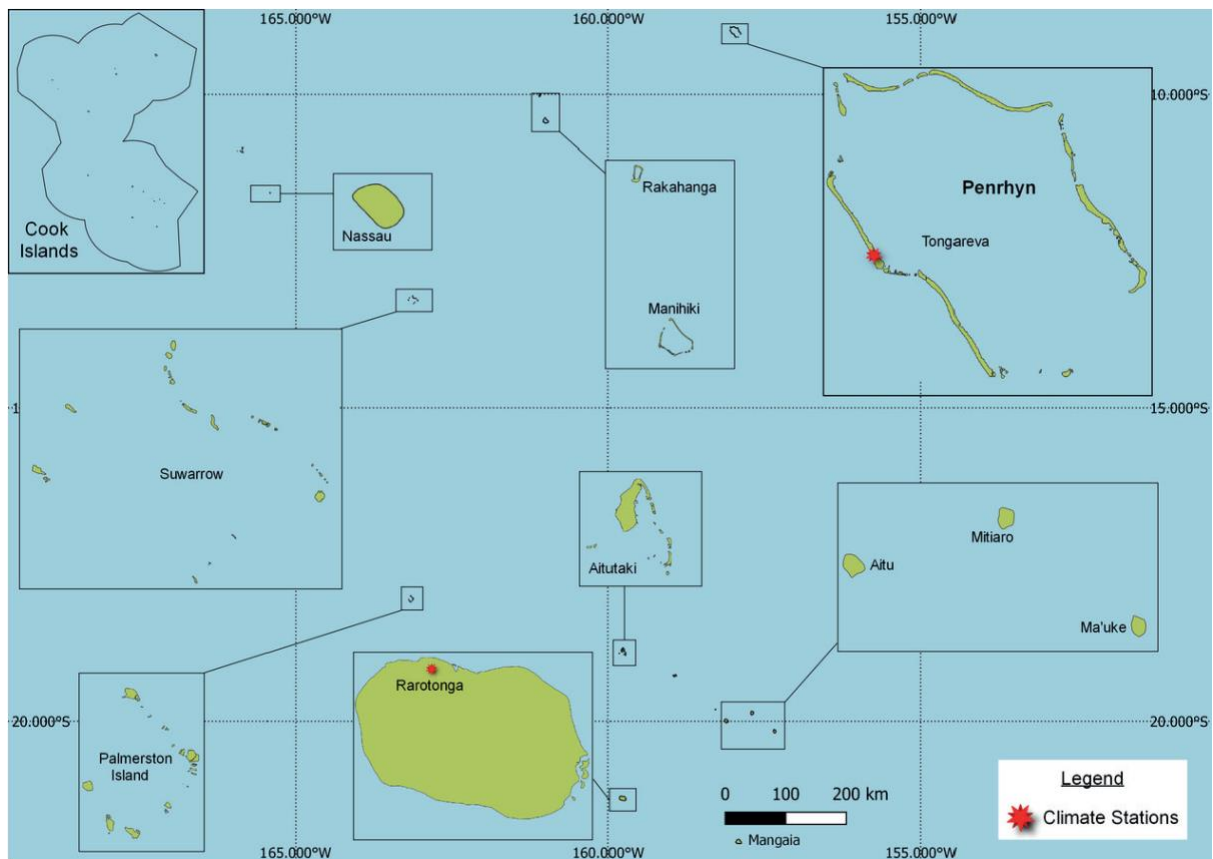 165.000°W
160.000°W
155.000°W
10.000°S
Cook
Islands
Nassau
Rakahanga
Manihiki
Penrhyn
Tongareva
1
15.000°S
Suwarrow
Aitutaki
Mitiaro
Aitu
Ma'uke
Rarotonga
20.000°S
20.000°S
Palmerston
Island
Legend
Climate Stations
0
100
200 km
Mangaia
165.000°W
160.000°W
155.000°W